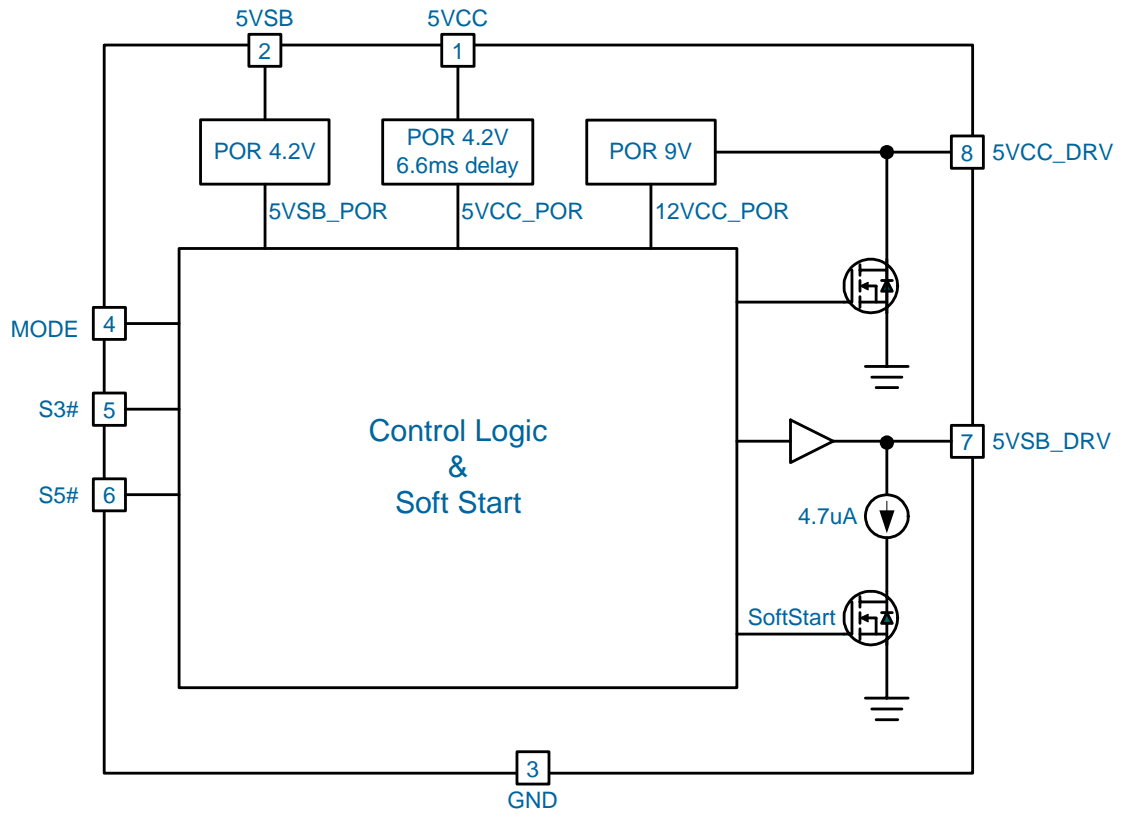 5VSB
5VCC
2
1
POR 4.2V
POR 4.2V
6.6ms delay
POR 9V
8
5VCC_DRV
5VSB_POR
5VCC_POR
12VCC_POR
MODE
4
S3#
5
S5#
6
Control Logic
&
Soft Start
7
5VSB_DRV
4.7uA
SoftStart
3
GND